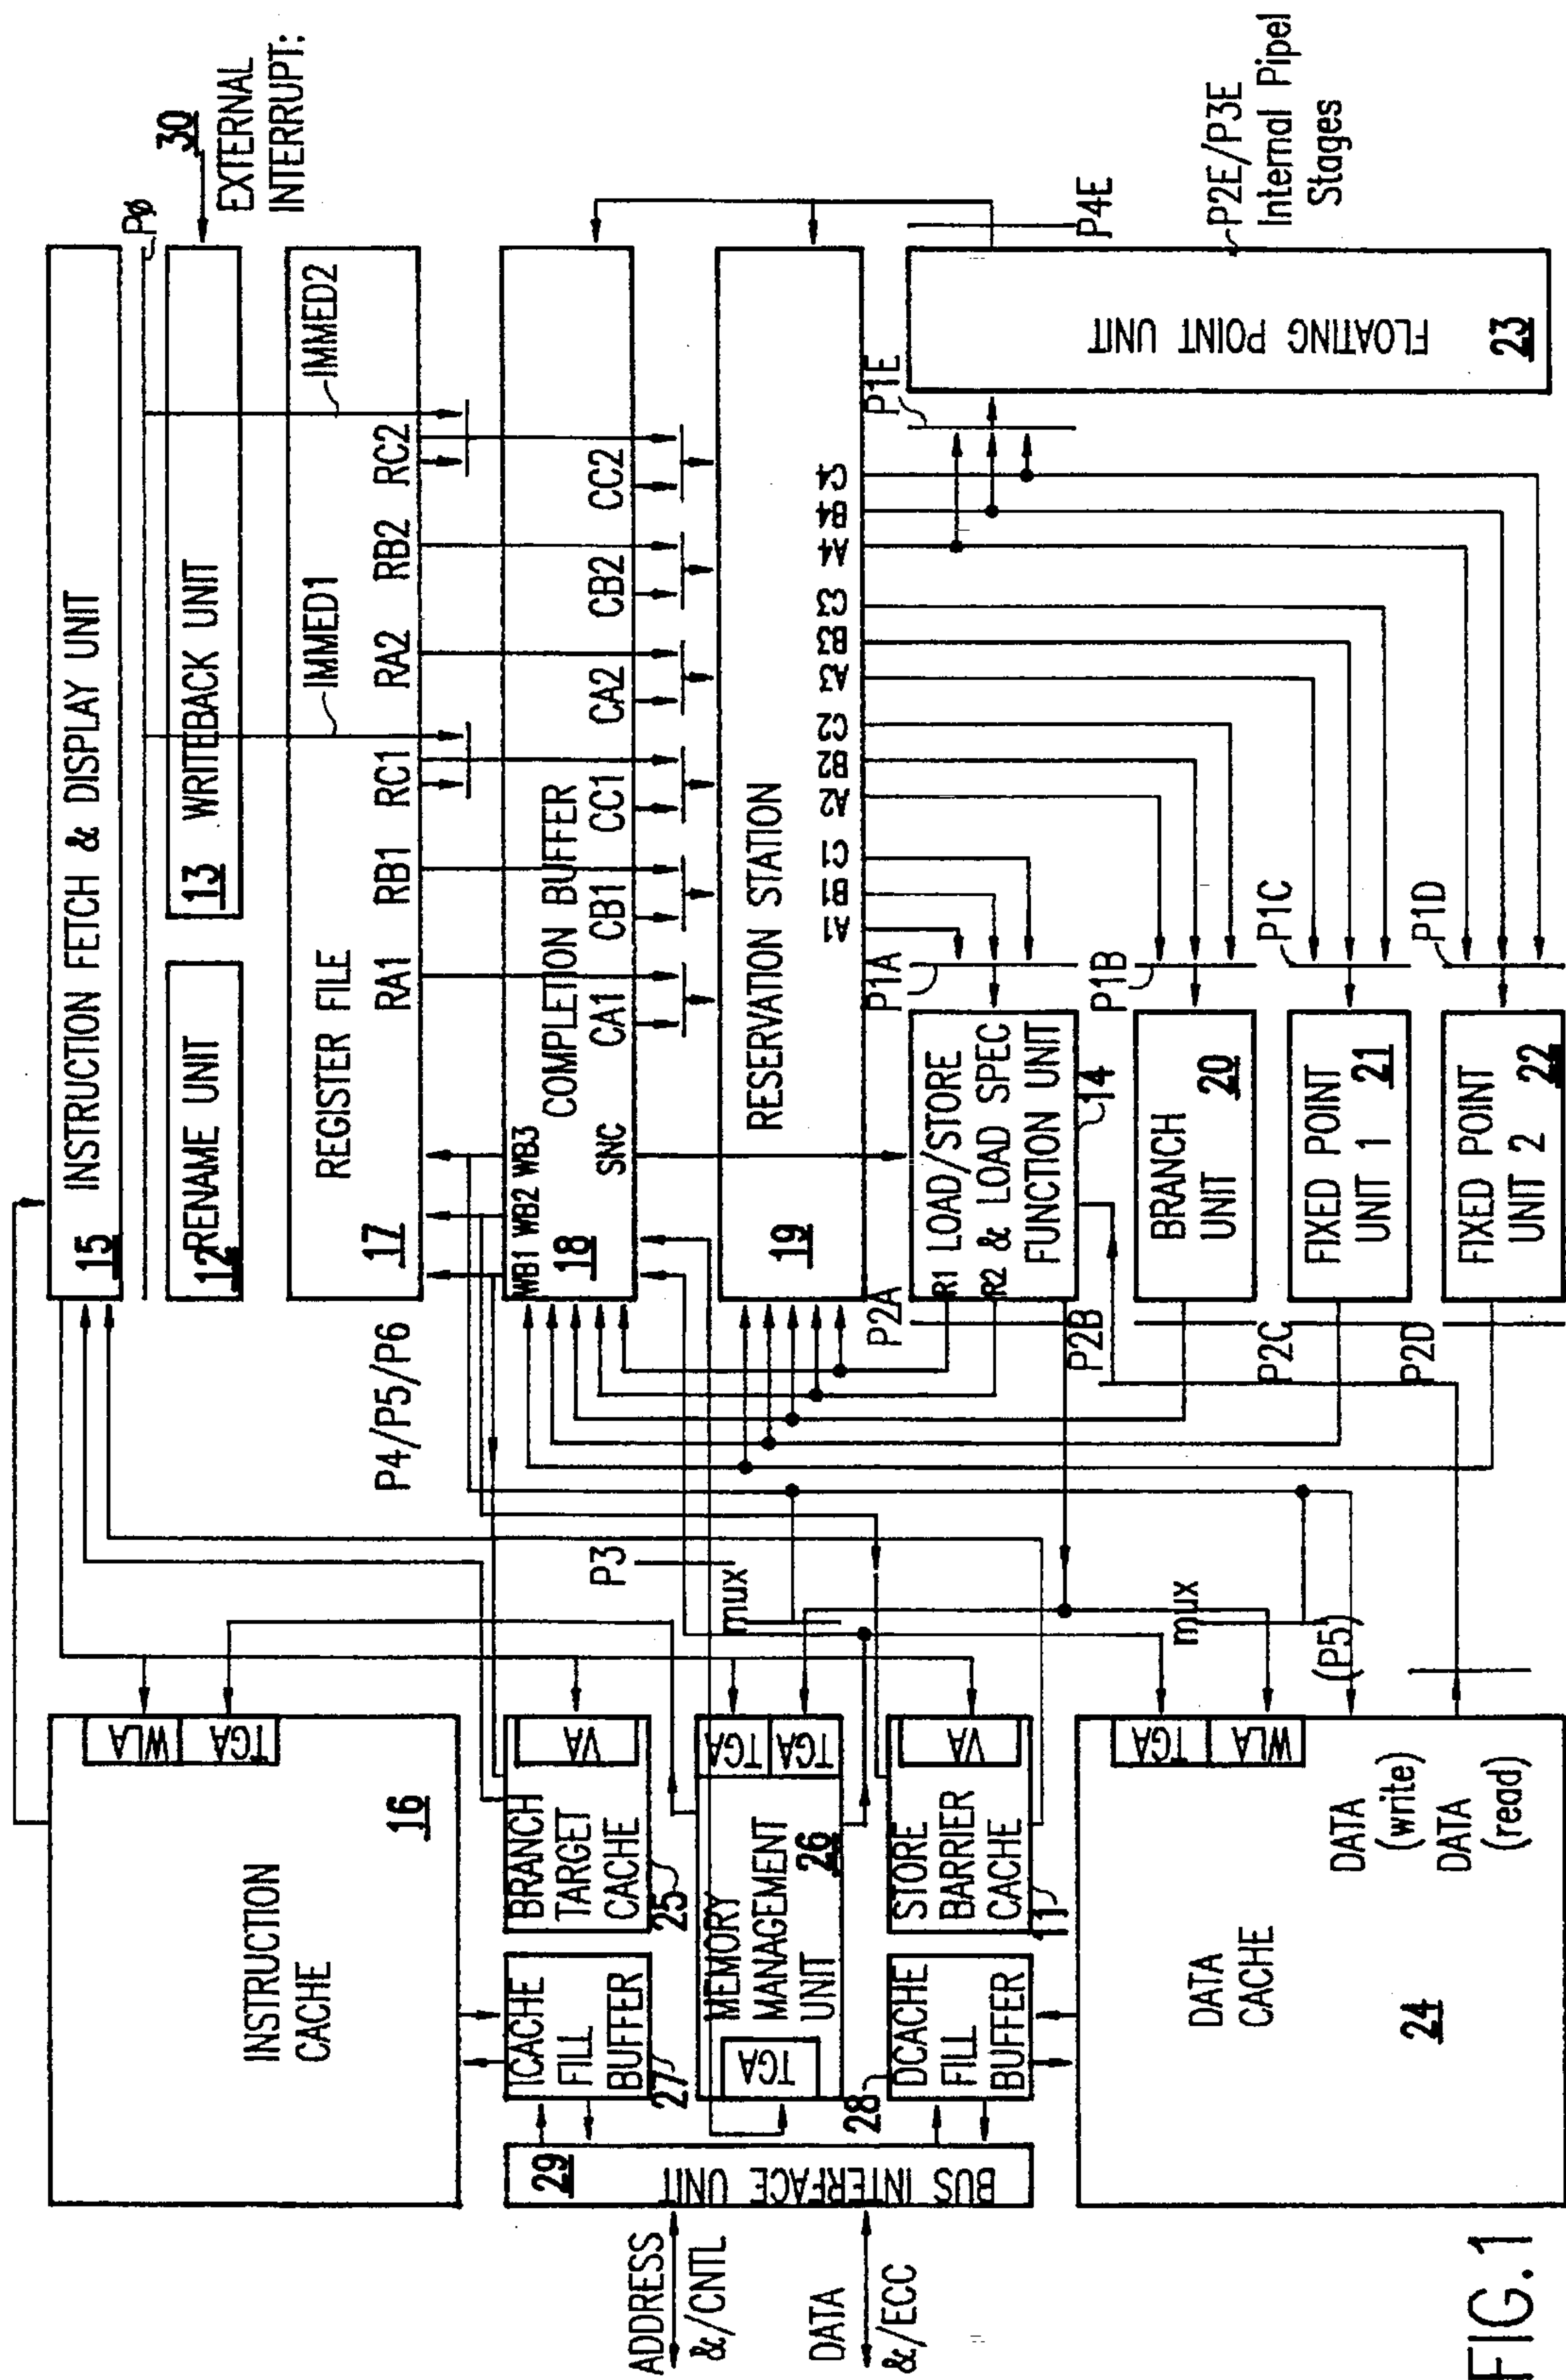 INSTRUCTION FETCH & DISPLAY UNIT
15
PØ
30
EXTERNAL
INTERRUPT:
RENAME UNIT
12
13 WRITEBACK UNIT
REGISTER FILE
17
IMMED1
IMMED2
RA1 RB1 RC1 RA2 RB2 RC2
P4/P5/P6
WB1 WB2 WB3
COMPLETION BUFFER
18
SNC
CA1 CB1 CC1 CA2 CB2 CC2
RESERVATION STATION
19
A1 B1 C1 A2 B2 C2 A3 B3 C3 A4 B4 C4
P1A
P1B
P1C
P1D
P1E
P4E
P2E/P3E
Internal Pipel
Stages
FLOATING POINT UNIT
23
R1 LOAD/STORE
R2 & LOAD SPEC
FUNCTION UNIT
14
BRANCH
UNIT
20
FIXED POINT
UNIT 1
21
FIXED POINT
UNIT 2
22
P2A
P2B
P2C
P2D
P3
mux
mux
(P5)
INSTRUCTION
CACHE
16
WLA
TGA
BRANCH
TARGET
CACHE
25
VA
MEMORY
MANAGEMENT
UNIT
26
TGA
TGA
TGA
STORE
BARRIER
CACHE
11
VA
ICACHE
FILL
BUFFER
27
DCACHE
FILL
BUFFER
28
BUS INTERFACE UNIT
29
DATA
CACHE
24
TGA
WLA
DATA
(write)
DATA
(read)
ADDRESS
&/CNTL
DATA
&/ECC
FIG. 1